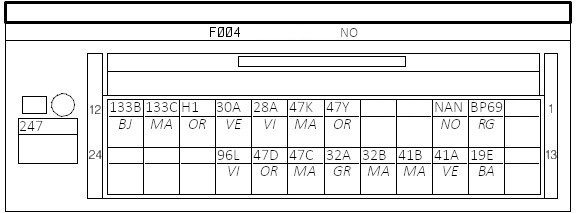 F004 NO
247
12 133B 133C H1 30A 28A 47K 47Y NAN BP69 1
BJ MA OR VE VI MA OR NO RG
24 96L 47D 47C 32A 32B 41B 41A 19E 13
VI OR MA GR MA MA VE BA